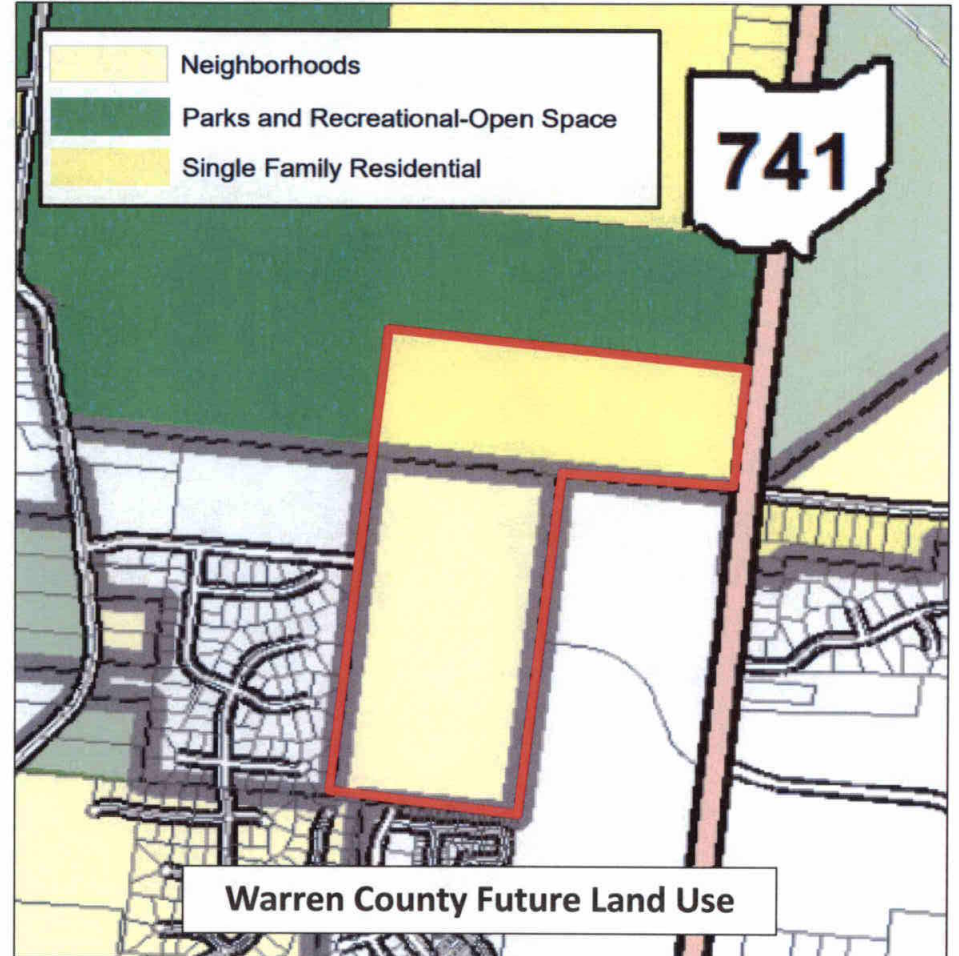 Neighborhoods
Parks and Recreational-Open Space
Single Family Residential
741
Warren County Future Land Use